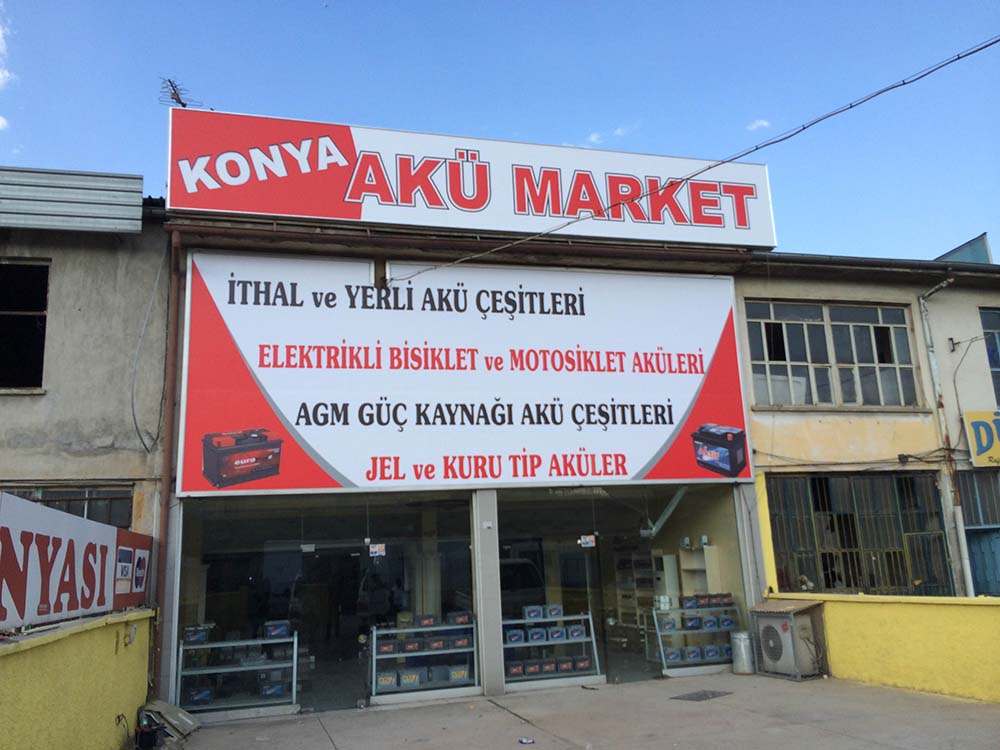 KONYA AKÜ MARKET
İTHAL ve YERLİ AKÜ ÇEŞİTLERİ
ELEKTRİKLİ BİSİKLET ve MOTOSİKLET AKÜLERİ
AGM GÜÇ KAYNAĞI AKÜ ÇEŞİTLERİ
JEL ve KURU TİP AKÜLER
euro
NYASI